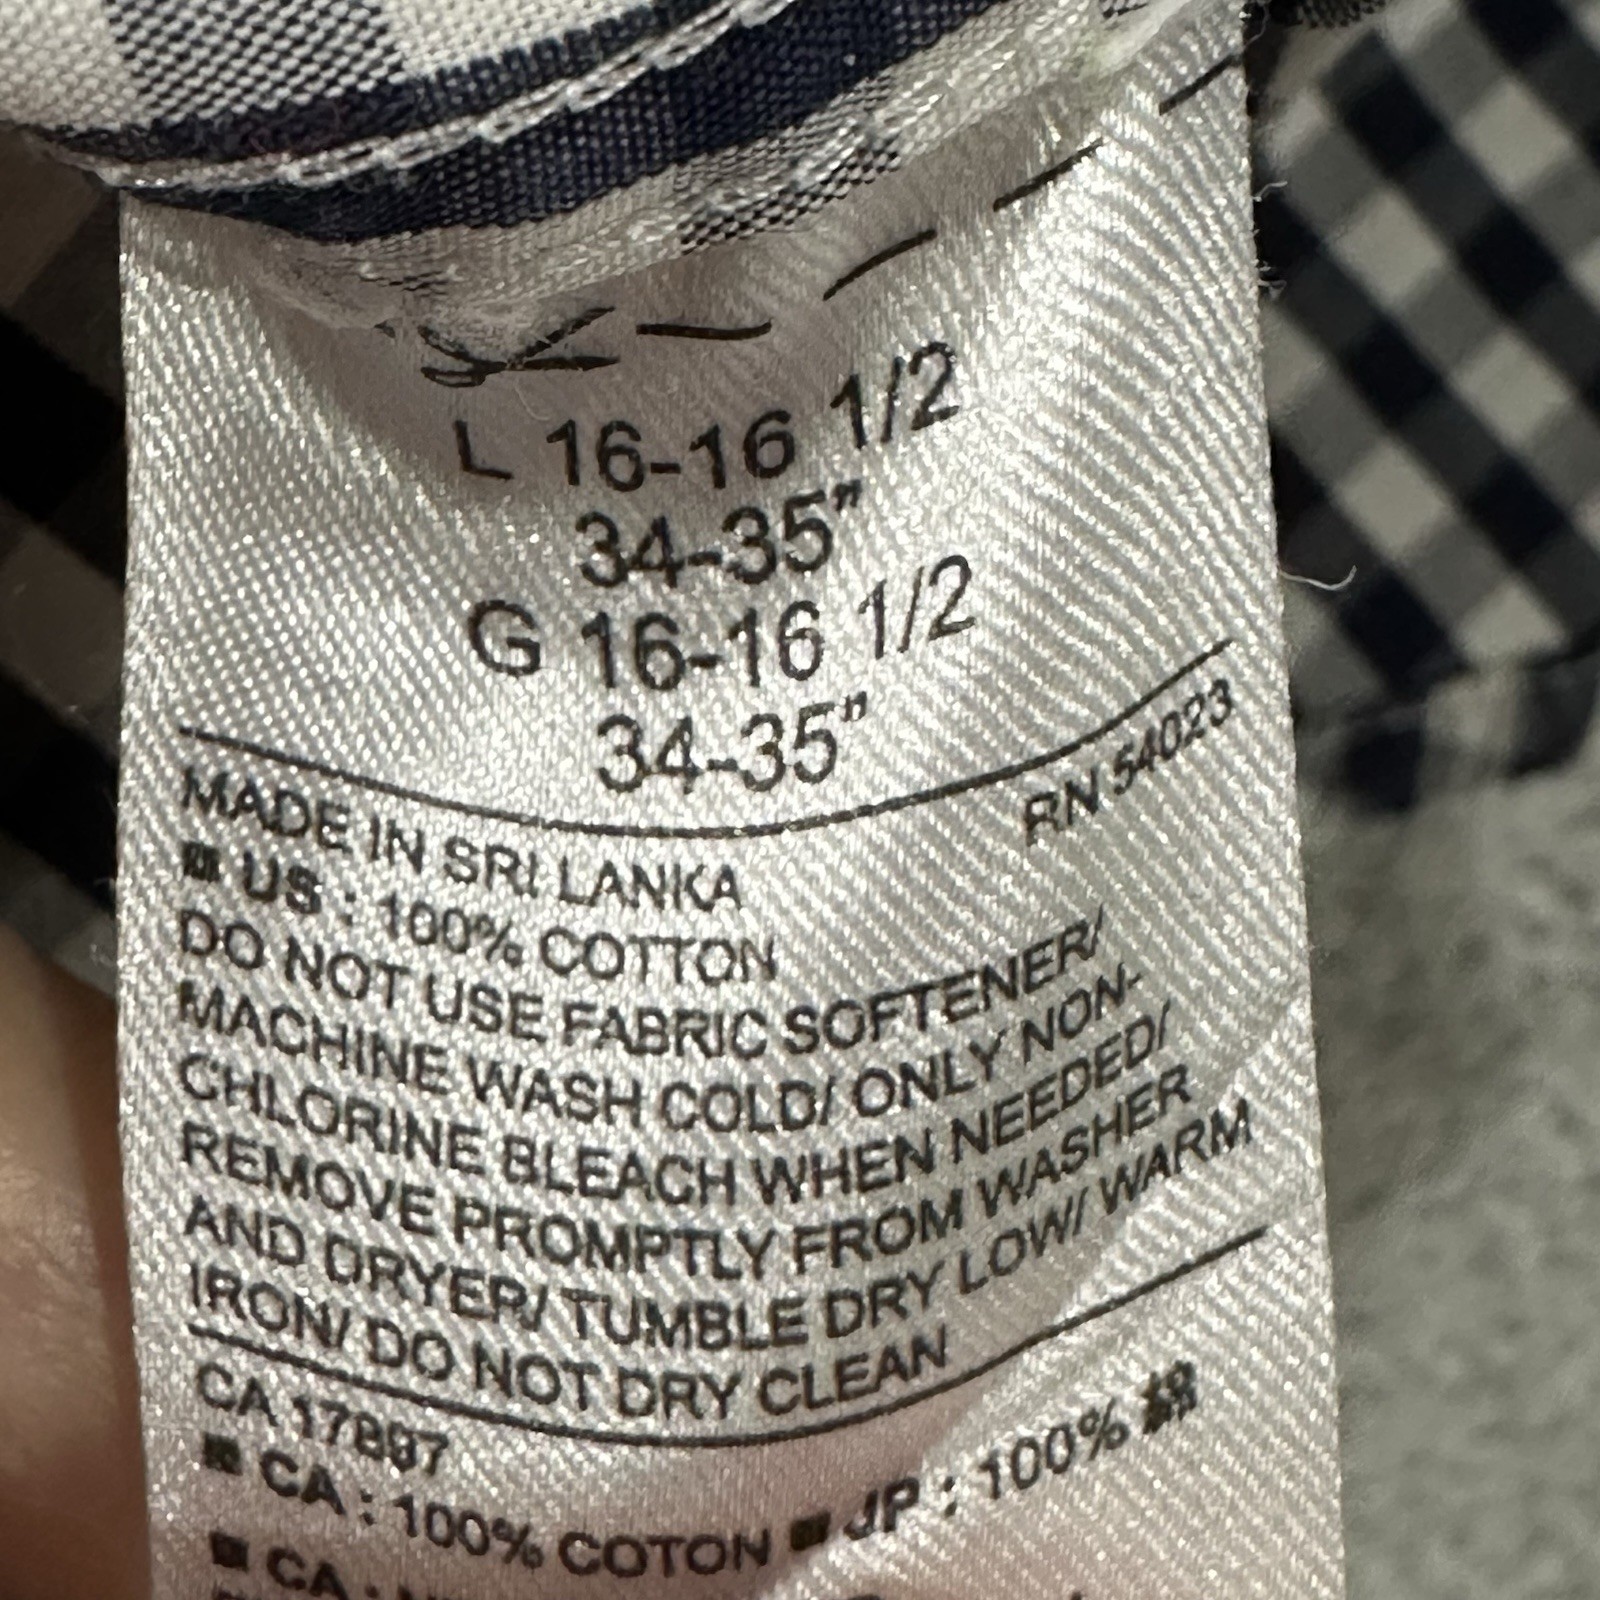 L 16-16 1/2
34-35”
G 16-16 1/2
34-35”
RN 54023
MADE IN SRI LANKA
■ US : 100% COTTON
DO NOT USE FABRIC SOFTENER/
MACHINE WASH COLD/ ONLY NON-
CHLORINE BLEACH WHEN NEEDED/
REMOVE PROMPTLY FROM WASHER
AND DRYER/ TUMBLE DRY LOW/ WARM
IRON/ DO NOT DRY CLEAN
CA 17897
■ CA : 100% COTON ■ JP : 100% 綿
■ CA :